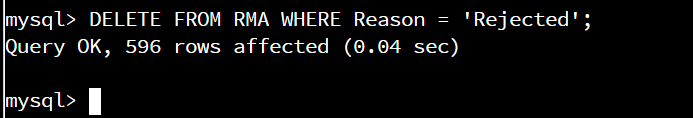 mysql> DELETE FROM RMA WHERE Reason = 'Rejected';
Query OK, 596 rows affected (0.04 sec)
mysql>